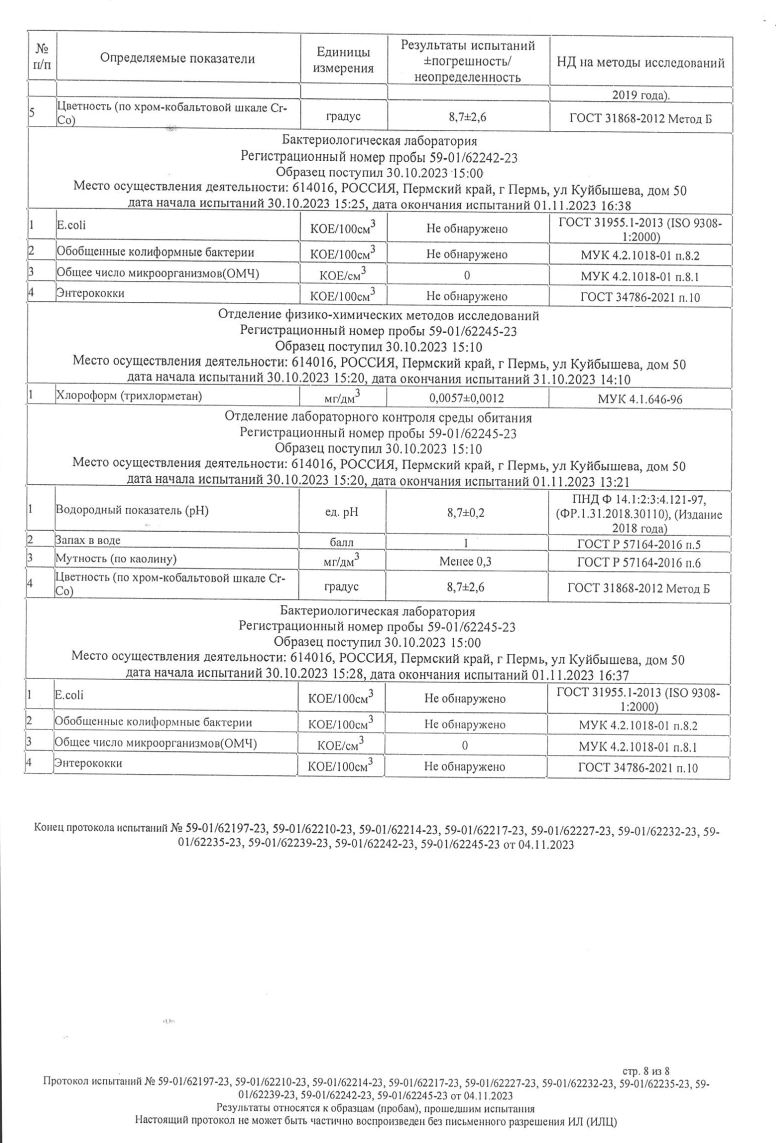 № п/п Определяемые показатели Единицы измерения Результаты испытаний ±погрешность/ неопределенность НД на методы исследований
2019 года).
5 Цветность (по хром-кобальтовой шкале Cr-Co) градус 8,7±2,6 ГОСТ 31868-2012 Метод Б
Бактериологическая лаборатория
Регистрационный номер пробы 59-01/62242-23
Образец поступил 30.10.2023 15:00
Место осуществления деятельности: 614016, РОССИЯ, Пермский край, г Пермь, ул Куйбышева, дом 50
дата начала испытаний 30.10.2023 15:25, дата окончания испытаний 01.11.2023 16:38
1 E.coli КОЕ/100см3 Не обнаружено ГОСТ 31955.1-2013 (ISO 9308-1:2000)
2 Обобщенные колиформные бактерии КОЕ/100см3 Не обнаружено МУК 4.2.1018-01 п.8.2
3 Общее число микроорганизмов(ОМЧ) КОЕ/см3 0 МУК 4.2.1018-01 п.8.1
4 Энтерококки КОЕ/100см3 Не обнаружено ГОСТ 34786-2021 п.10
Отделение физико-химических методов исследований
Регистрационный номер пробы 59-01/62245-23
Образец поступил 30.10.2023 15:10
Место осуществления деятельности: 614016, РОССИЯ, Пермский край, г Пермь, ул Куйбышева, дом 50
дата начала испытаний 30.10.2023 15:20, дата окончания испытаний 31.10.2023 14:10
1 Хлороформ (трихлорметан) мг/дм3 0,0057±0,0012 МУК 4.1.646-96
Отделение лабораторного контроля среды обитания
Регистрационный номер пробы 59-01/62245-23
Образец поступил 30.10.2023 15:10
Место осуществления деятельности: 614016, РОССИЯ, Пермский край, г Пермь, ул Куйбышева, дом 50
дата начала испытаний 30.10.2023 15:20, дата окончания испытаний 01.11.2023 13:21
1 Водородный показатель (pH) ед. pH 8,7±0,2 ПНД Ф 14.1:2:3:4.121-97, (ФР.1.31.2018.30110), (Издание 2018 года)
2 Запах в воде балл 1 ГОСТ Р 57164-2016 п.5
3 Мутность (по каолину) мг/дм3 Менее 0,3 ГОСТ Р 57164-2016 п.6
4 Цветность (по хром-кобальтовой шкале Cr-Co) градус 8,7±2,6 ГОСТ 31868-2012 Метод Б
Бактериологическая лаборатория
Регистрационный номер пробы 59-01/62245-23
Образец поступил 30.10.2023 15:00
Место осуществления деятельности: 614016, РОССИЯ, Пермский край, г Пермь, ул Куйбышева, дом 50
дата начала испытаний 30.10.2023 15:28, дата окончания испытаний 01.11.2023 16:37
1 E.coli КОЕ/100см3 Не обнаружено ГОСТ 31955.1-2013 (ISO 9308-1:2000)
2 Обобщенные колиформные бактерии КОЕ/100см3 Не обнаружено МУК 4.2.1018-01 п.8.2
3 Общее число микроорганизмов(ОМЧ) КОЕ/см3 0 МУК 4.2.1018-01 п.8.1
4 Энтерококки КОЕ/100см3 Не обнаружено ГОСТ 34786-2021 п.10
Конец протокола испытаний № 59-01/62197-23, 59-01/62210-23, 59-01/62214-23, 59-01/62217-23, 59-01/62227-23, 59-01/62232-23, 59-
01/62235-23, 59-01/62239-23, 59-01/62242-23, 59-01/62245-23 от 04.11.2023
стр. 8 из 8
Протокол испытаний № 59-01/62197-23, 59-01/62210-23, 59-01/62214-23, 59-01/62217-23, 59-01/62227-23, 59-01/62232-23, 59-01/62235-23, 59-
01/62239-23, 59-01/62242-23, 59-01/62245-23 от 04.11.2023
Результаты относятся к образцам (пробам), прошедшим испытания
Настоящий протокол не может быть частично воспроизведен без письменного разрешения ИЛ (ИЛЦ)